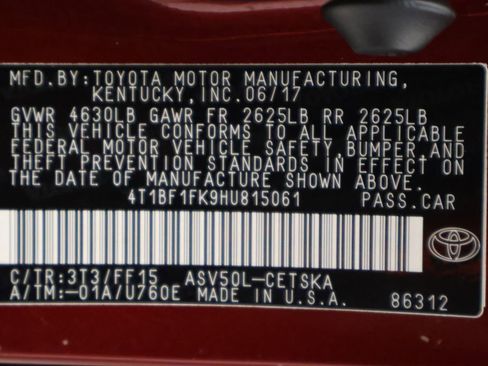 MFD.BY:TOYOTA MOTOR MANUFACTURING,
KENTUCKY,INC.06/17
GVWR 4630LB GAWR FR 2625LB RR 2625LB
THIS VEHICLE CONFORMS TO ALL APPLICABLE
FEDERAL MOTOR VEHICLE SAFETY, BUMPER AND
THEFT PREVENTION STANDARDS IN EFFECT ON
THE DATE OF MANUFACTURE SHOWN ABOVE.
4T1BF1FK9HU815061 PASS.CAR
C/TR:3T3/FF15 ASV50L-CETSKA
A/TM:-01A/U760E MADE IN U.S.A. 86312